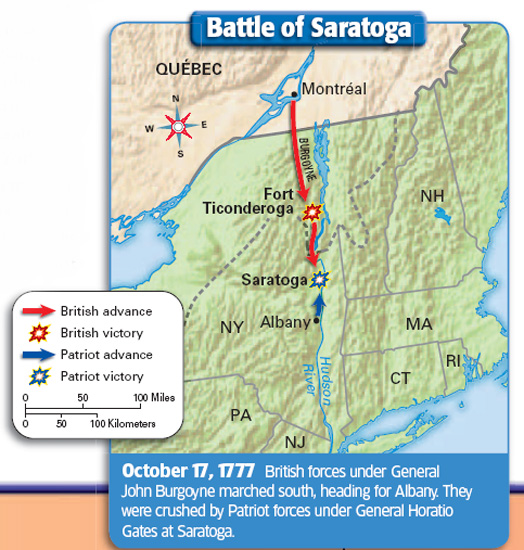 Battle of Saratoga
QUÉBEC
Montréal
N
W E
S
BURGOYNE
Fort
Ticonderoga
NH
Saratoga
British advance
British victory
Patriot advance
Patriot victory
0 50 100 Miles
0 50 100 Kilometers
NY
Albany
MA
Hudson
River
CT
RI
PA
NJ
October 17, 1777 British forces under General
John Burgoyne marched south, heading for Albany. They
were crushed by Patriot forces under General Horatio
Gates at Saratoga.